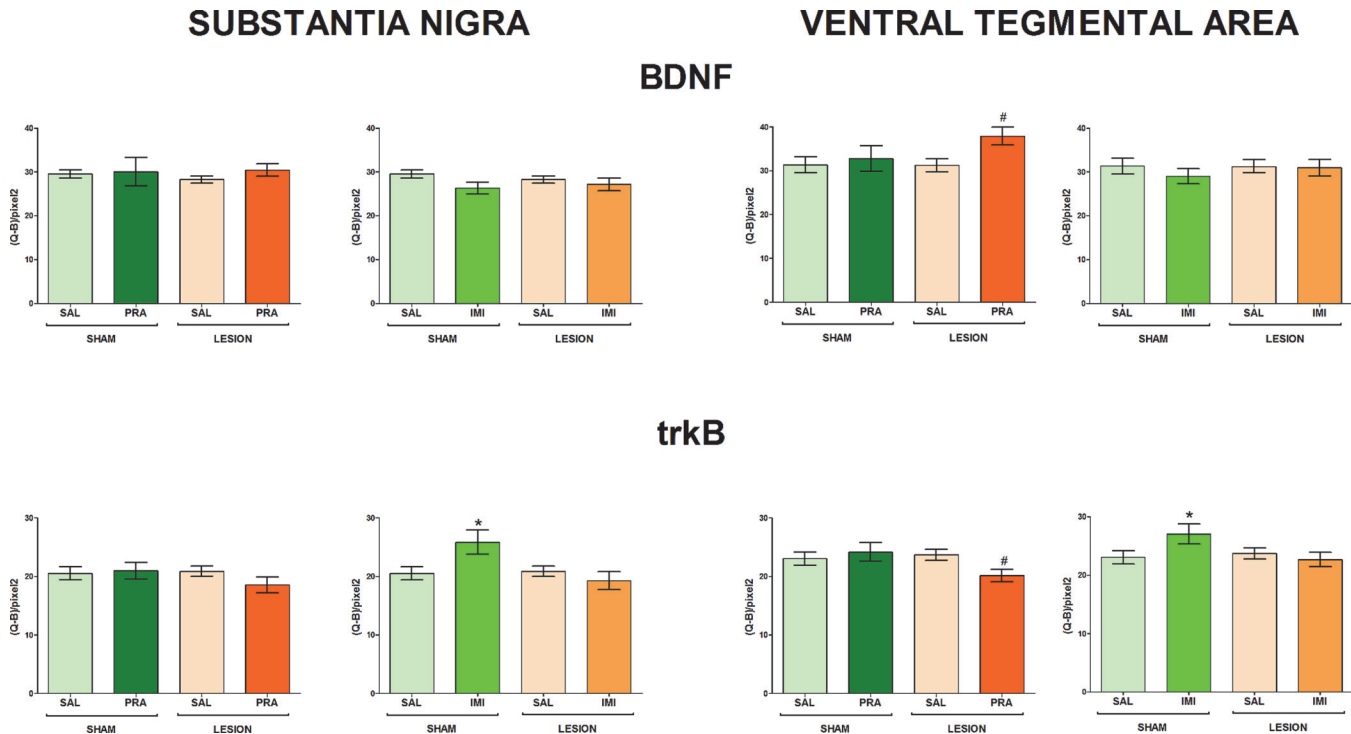 SUBSTANTIA NIGRA
VENTRAL TEGMENTAL AREA
BDNF
(Q-B)/pixel2
40
30
20
10
0
SAL PRA SAL PRA
SHAM LESION
(Q-B)/pixel2
40
30
20
10
0
SAL IMI SAL IMI
SHAM LESION
(Q-B)/pixel2
40
30
20
10
0
#
SAL PRA SAL PRA
SHAM LESION
(Q-B)/pixel2
40
30
20
10
0
SAL IMI SAL IMI
SHAM LESION
trkB
(Q-B)/pixel2
30
20
10
0
SAL PRA SAL PRA
SHAM LESION
(Q-B)/pixel2
30
20
10
0
*
SAL IMI SAL IMI
SHAM LESION
(Q-B)/pixel2
30
20
10
0
#
SAL PRA SAL PRA
SHAM LESION
(Q-B)/pixel2
30
20
10
0
*
SAL IMI SAL IMI
SHAM LESION